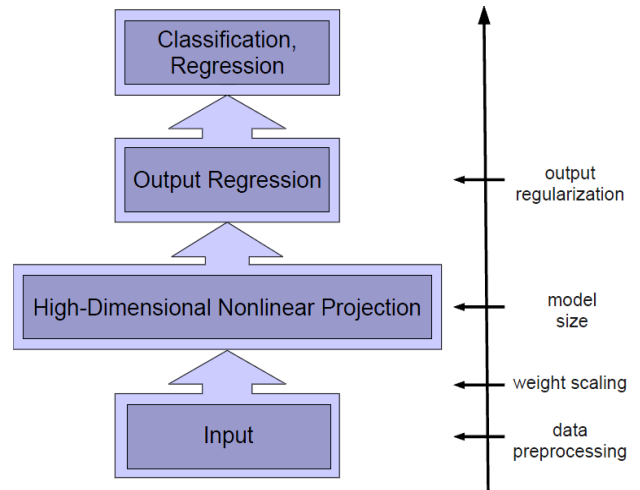 Classification,
Regression
Output Regression
output
regularization
High-Dimensional Nonlinear Projection
model
size
weight scaling
Input
data
preprocessing